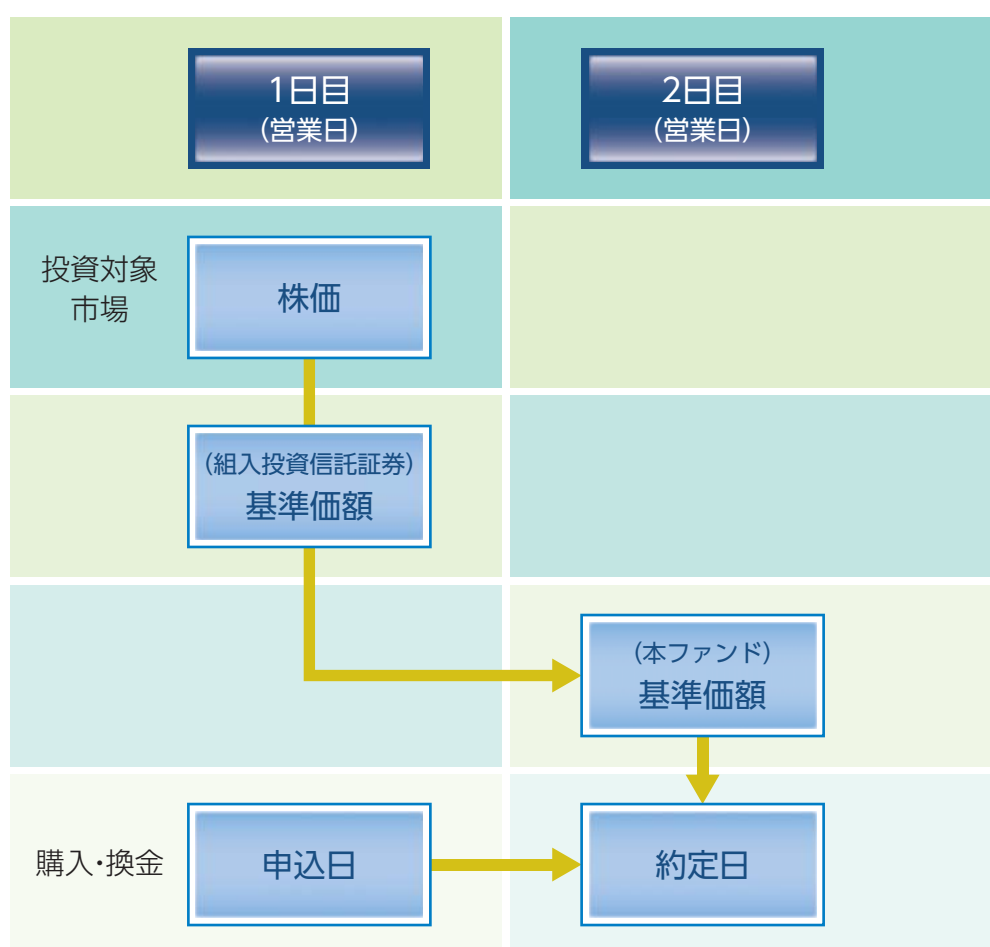 1日目
(営業日)
2日目
(営業日)
投資対象
市場
株価
(組入投資信託証券)
基準価額
(本ファンド)
基準価額
購入・換金
申込日
約定日